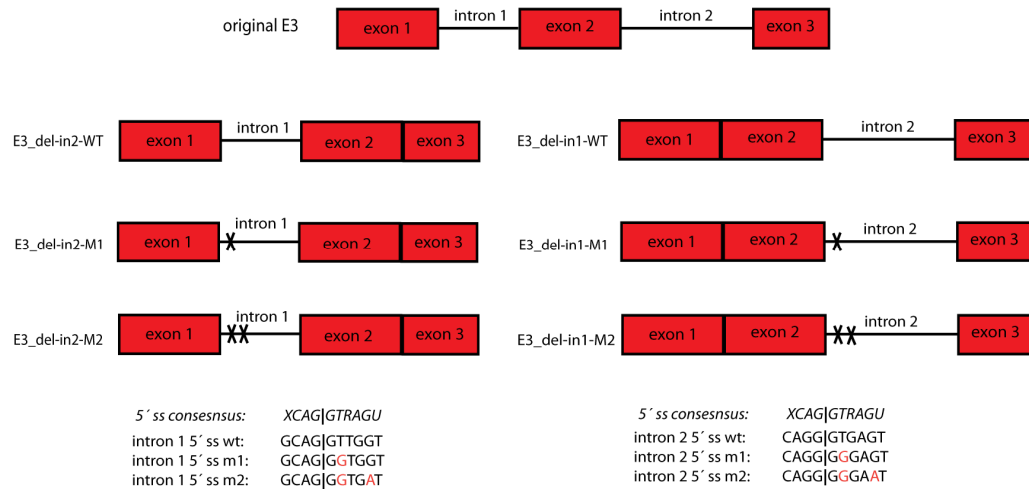 original E3
exon 1 intron 1 exon 2 intron 2 exon 3
E3_del-in2-WT exon 1 intron 1 exon 2 exon 3
E3_del-in1-WT exon 1 exon 2 intron 2 exon 3
E3_del-in2-M1 exon 1 intron 1 exon 2 exon 3
E3_del-in1-M1 exon 1 exon 2 intron 2 exon 3
E3_del-in2-M2 exon 1 intron 1 exon 2 exon 3
E3_del-in1-M2 exon 1 exon 2 intron 2 exon 3
5´ ss consesnsus: XCAG|GTRAGU
intron 1 5´ ss wt: GCAG|GTTGGT
intron 1 5´ ss m1: GCAG|GGTGGT
intron 1 5´ ss m2: GCAG|GGTGAT
5´ ss consesnsus: XCAG|GTRAGU
intron 2 5´ ss wt: CAGG|GTGAGT
intron 2 5´ ss m1: CAGG|GGGAGT
intron 2 5´ ss m2: CAGG|GGGAAT